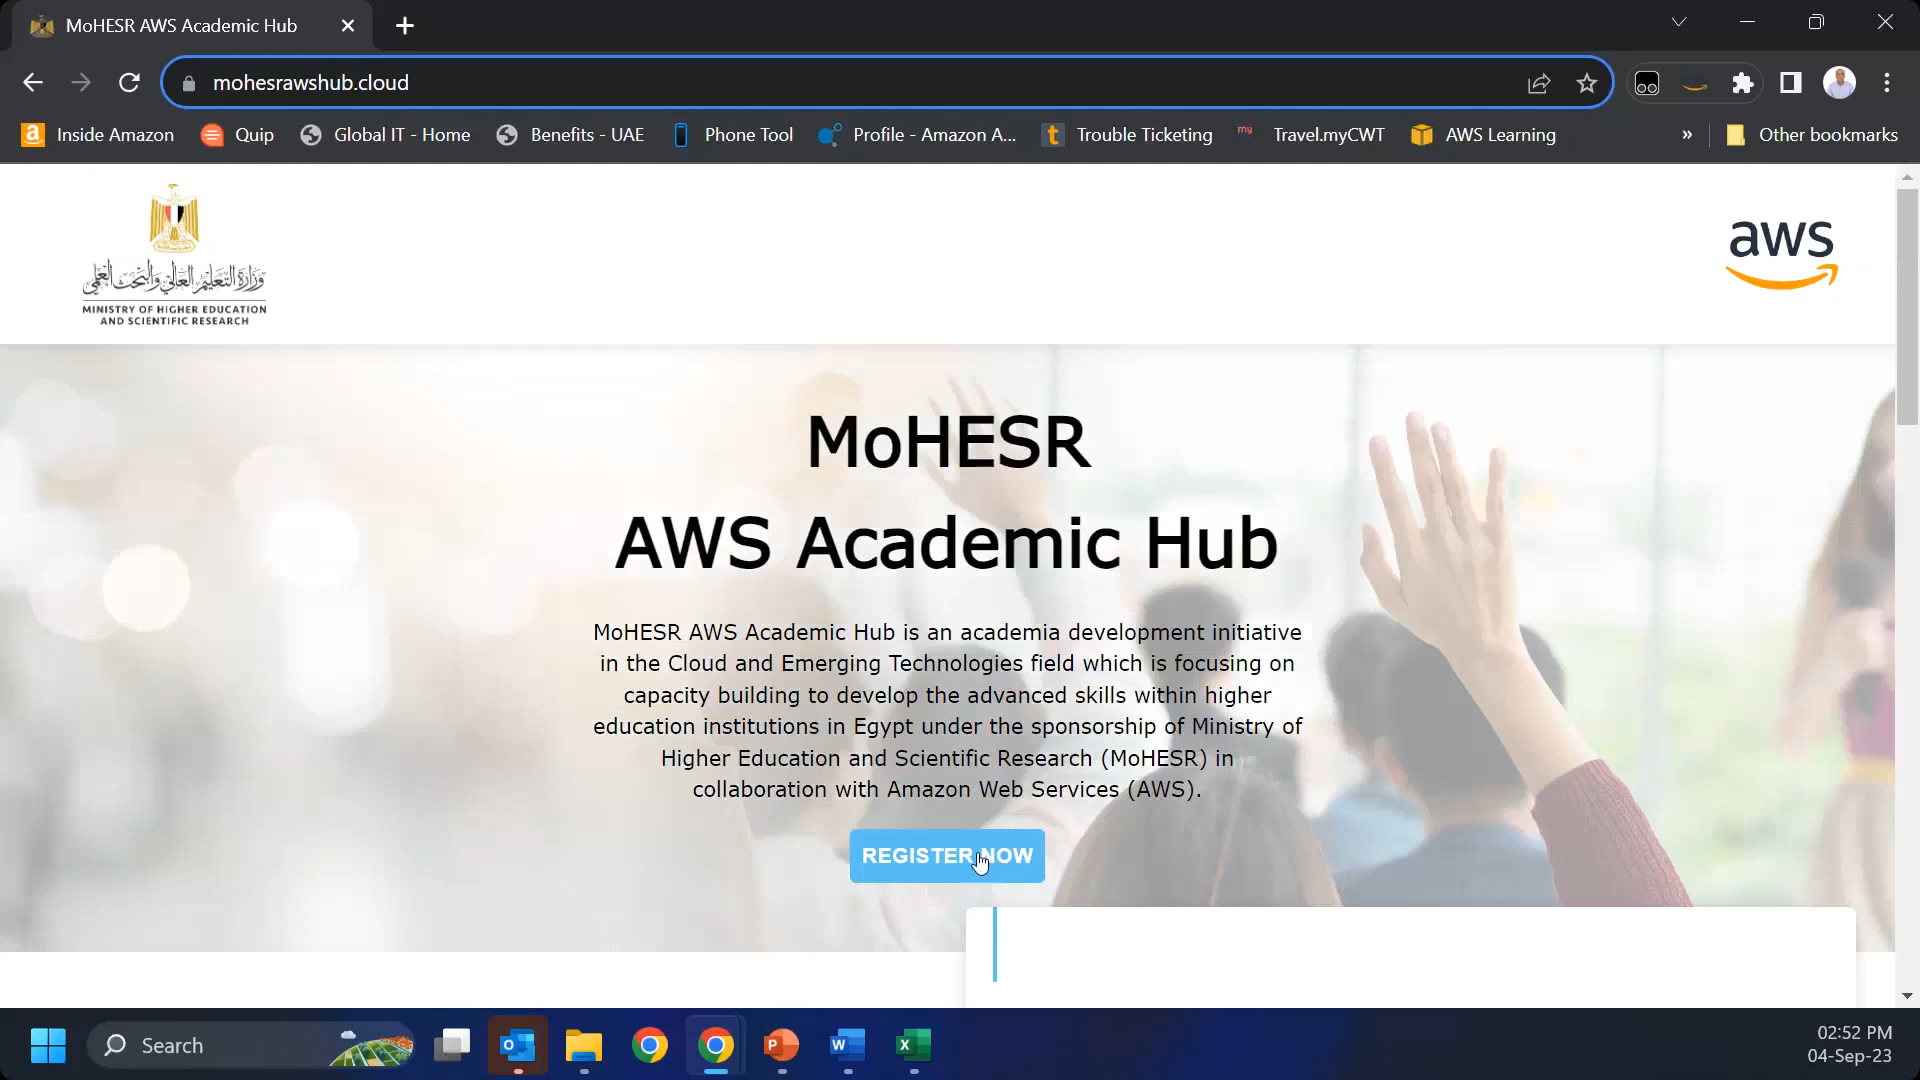 MoHESR AWS Academic Hub
mohesrawshub.cloud
Inside Amazon
Quip
Global IT - Home
Benefits - UAE
Phone Tool
Profile - Amazon A...
Trouble Ticketing
my
Travel.myCWT
AWS Learning
»
Other bookmarks
وزارة التعليم العالي والبحث العلمي
MINISTRY OF HIGHER EDUCATION
AND SCIENTIFIC RESEARCH
aws
MoHESR
AWS Academic Hub
MoHESR AWS Academic Hub is an academia development initiative
in the Cloud and Emerging Technologies field which is focusing on
capacity building to develop the advanced skills within higher
education institutions in Egypt under the sponsorship of Ministry of
Higher Education and Scientific Research (MoHESR) in
collaboration with Amazon Web Services (AWS).
REGISTER NOW
Search
02:52 PM
04-Sep-23